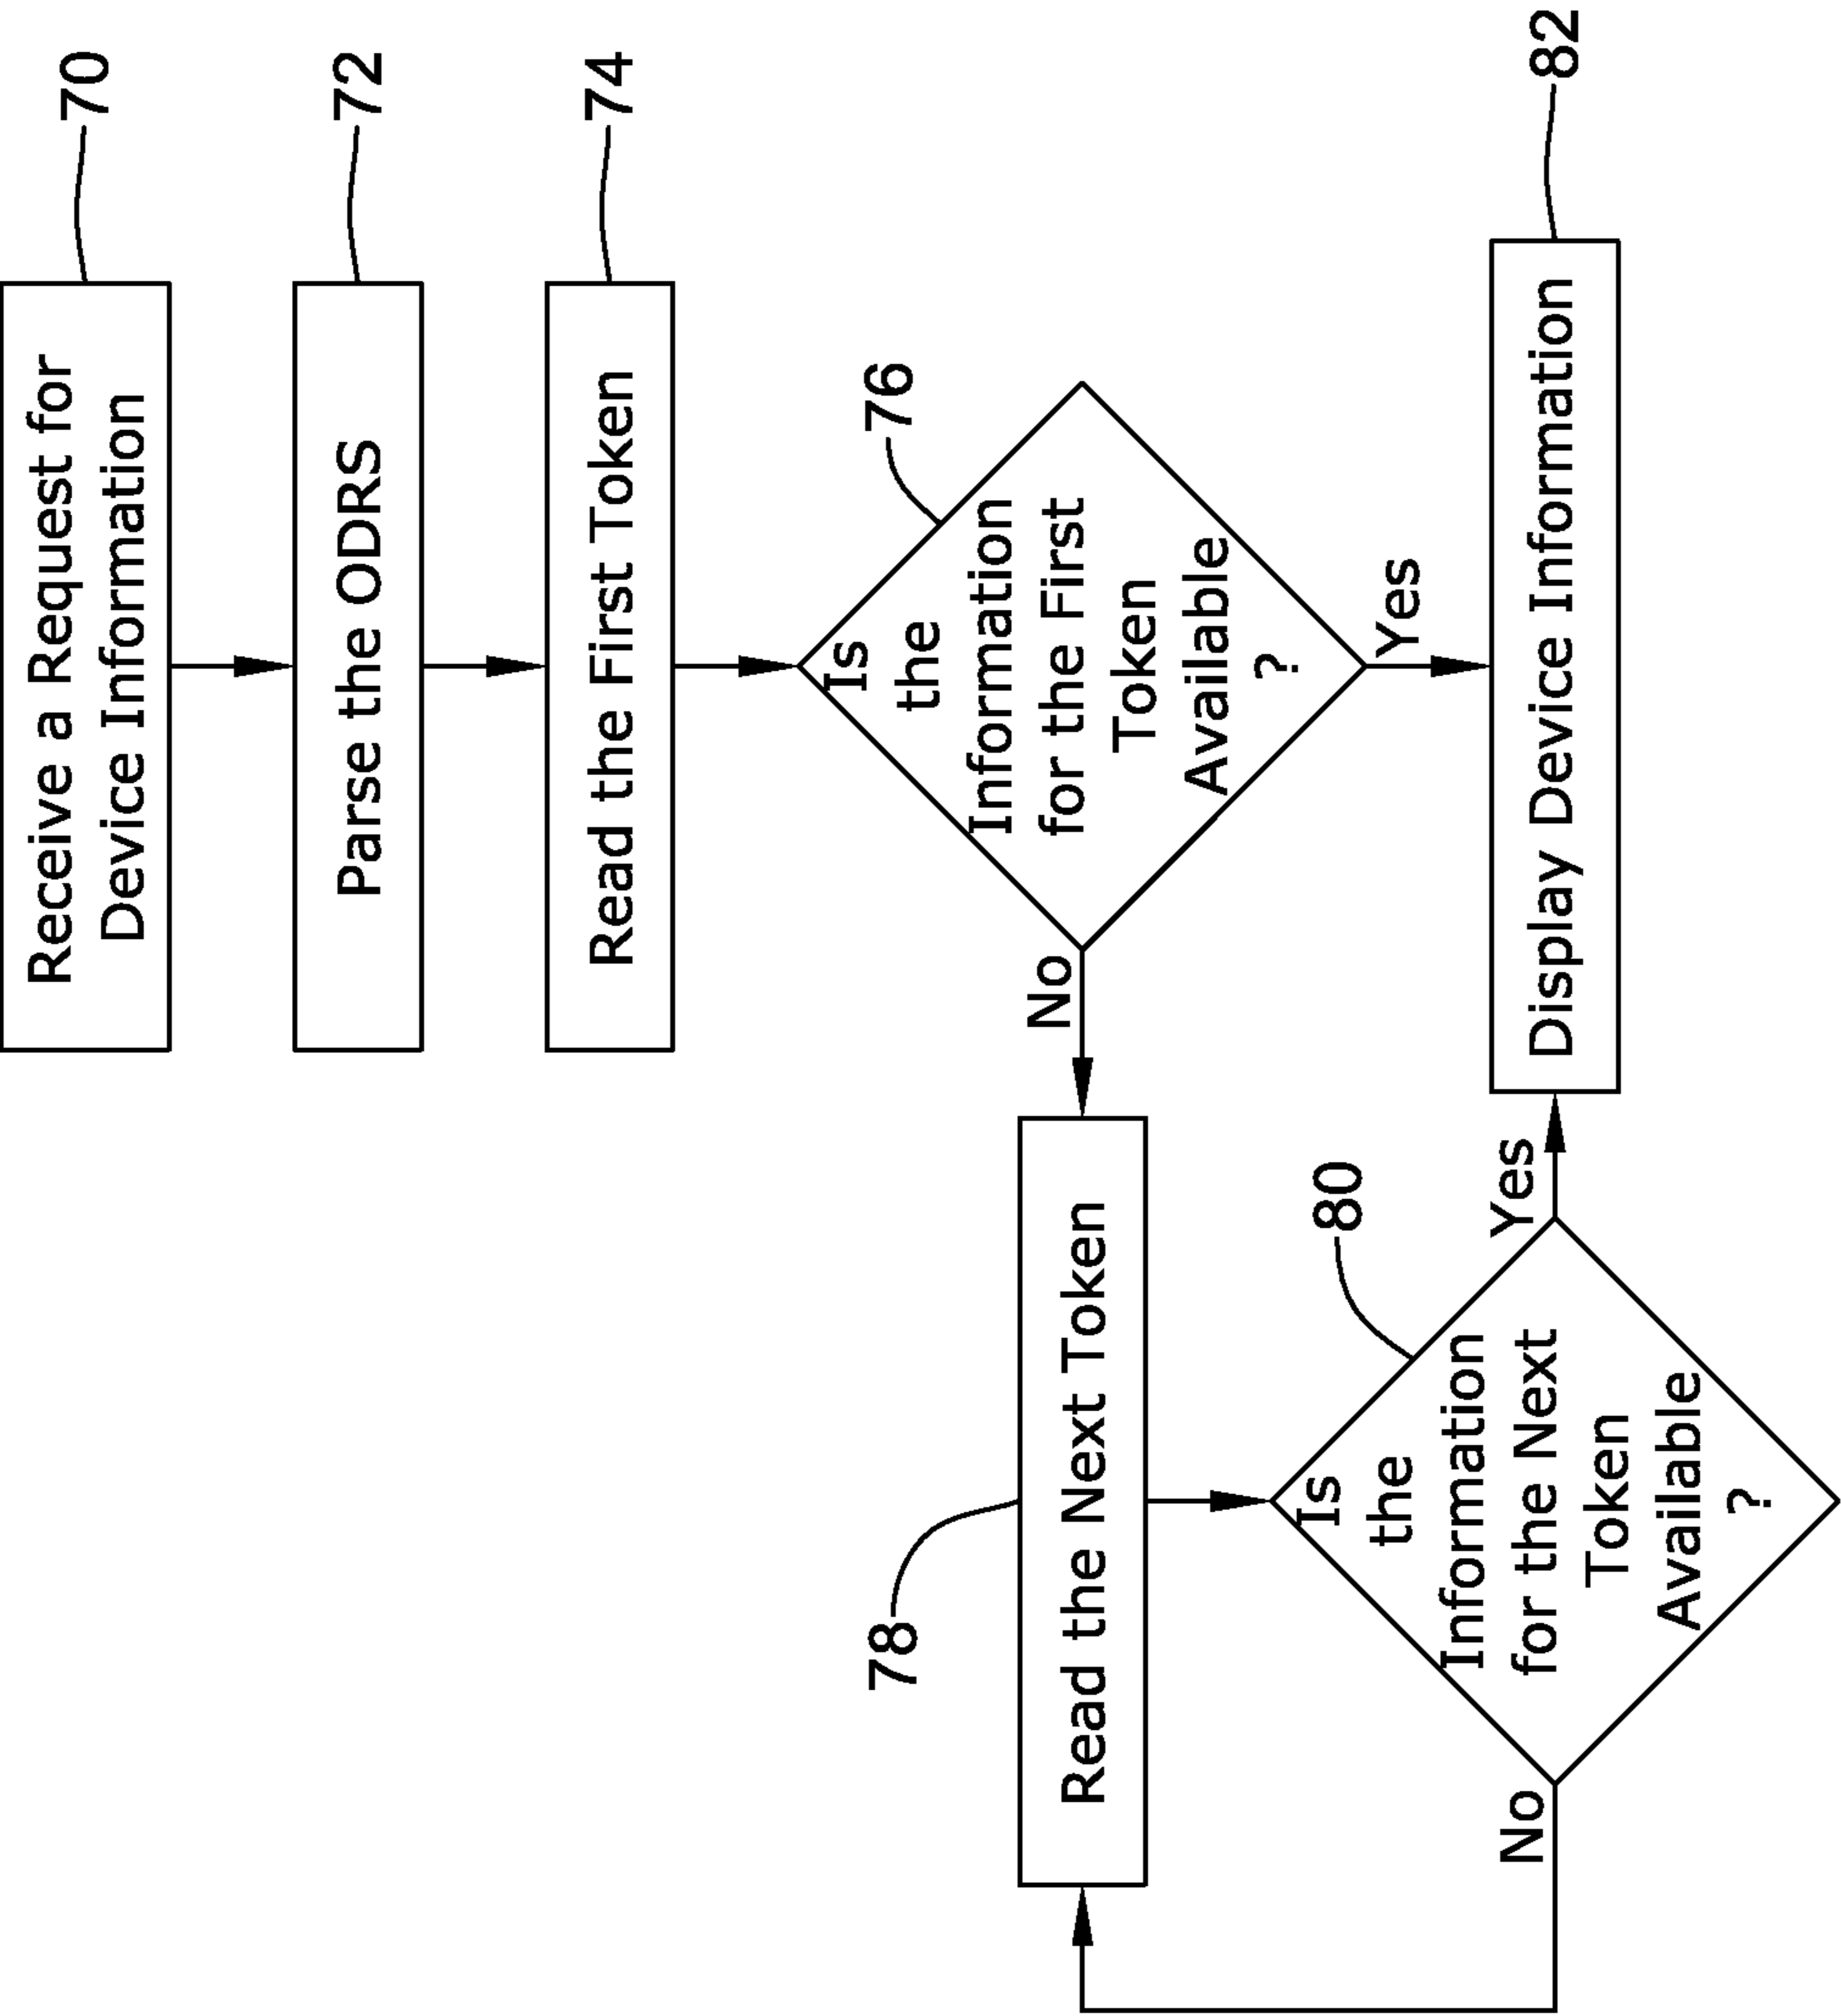 Receive a Request for
Device Information
70
Parse the ODRS
72
Read the First Token
74
Is
the
Information
for the First
Token
Available
?
76
No
Yes
78
Read the Next Token
80
Is
the
Information
for the Next
Token
Available
?
No
Yes
Display Device Information
82